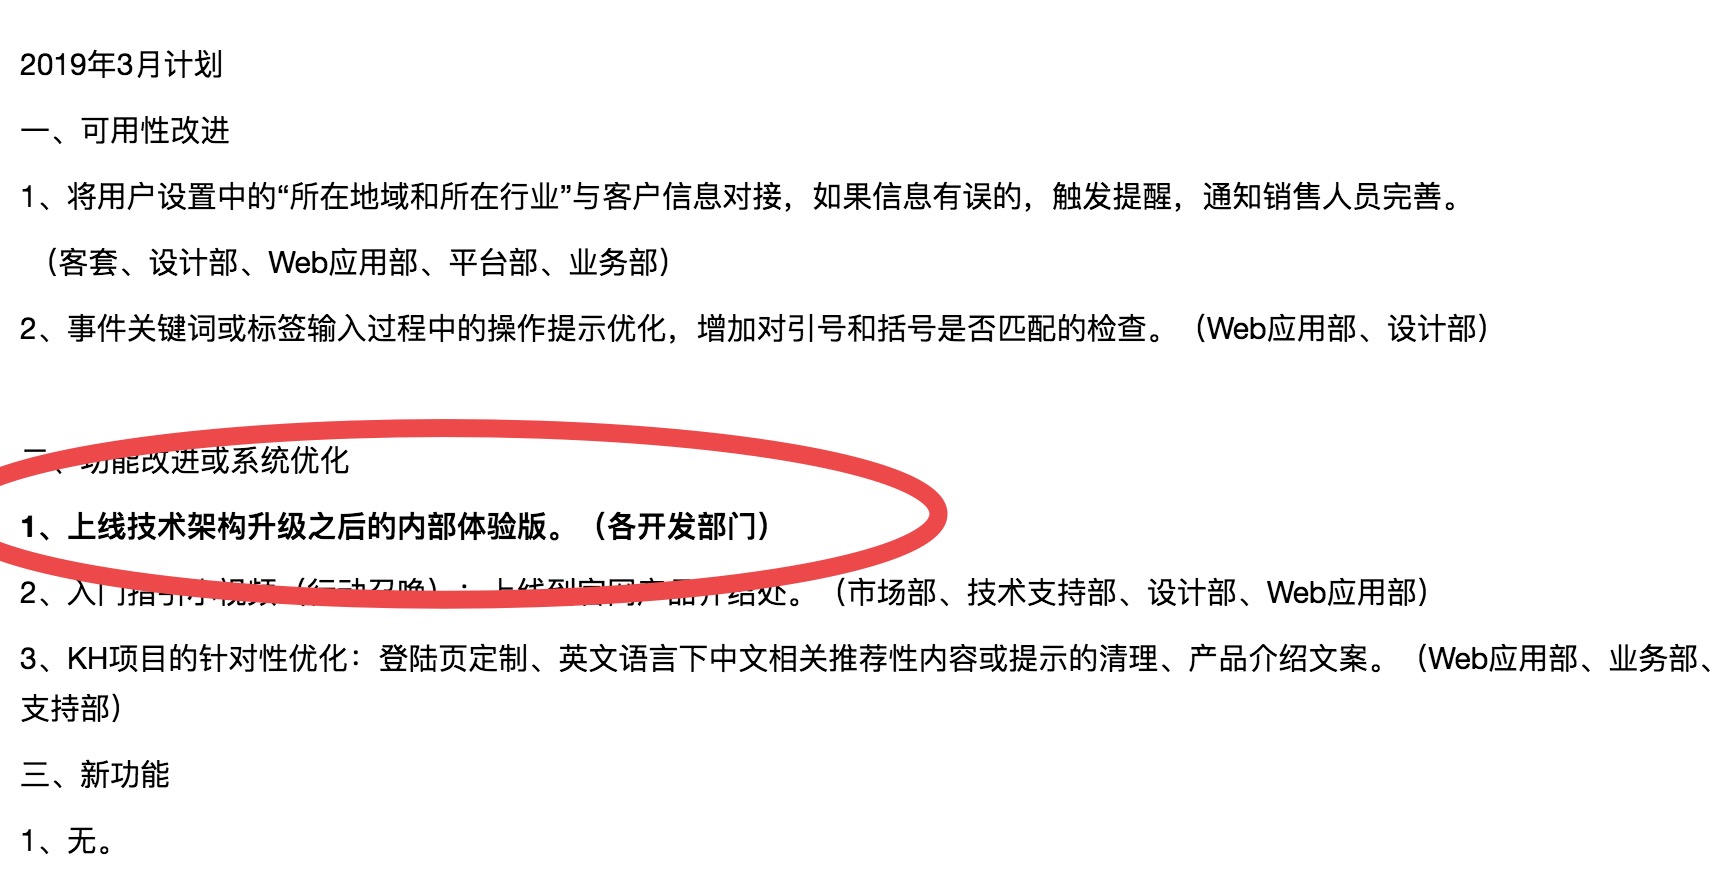 2019年3月计划
一、可用性改进
1、将用户设置中的“所在地域和所在行业”与客户信息对接，如果信息有误的，触发提醒，通知销售人员完善。
（客套、设计部、Web应用部、平台部、业务部）
2、事件关键词或标签输入过程中的操作提示优化，增加对引号和括号是否匹配的检查。（Web应用部、设计部）
二、功能改进或系统优化
1、上线技术架构升级之后的内部体验版。（各开发部门）
2、入门指引小视频（行动召唤）：上线到官网产品介绍处。（市场部、技术支持部、设计部、Web应用部）
3、KH项目的针对性优化：登陆页定制、英文语言下中文相关推荐性内容或提示的清理、产品介绍文案。（Web应用部、业务部、
支持部）
三、新功能
1、无。